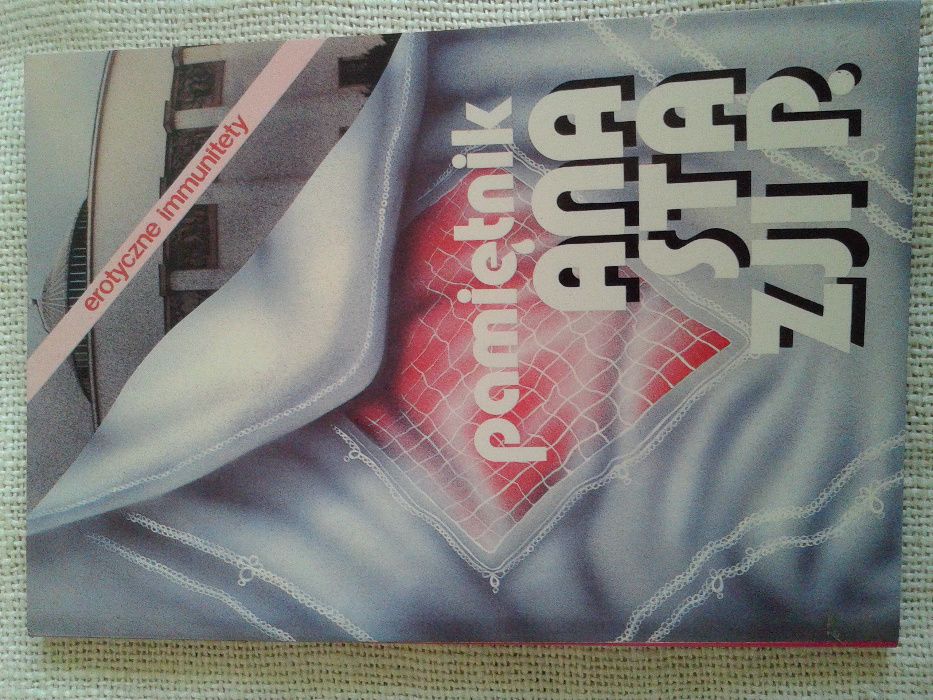 erotyczne immunitety
pamiętnik
ANA
STA
ZJI P.